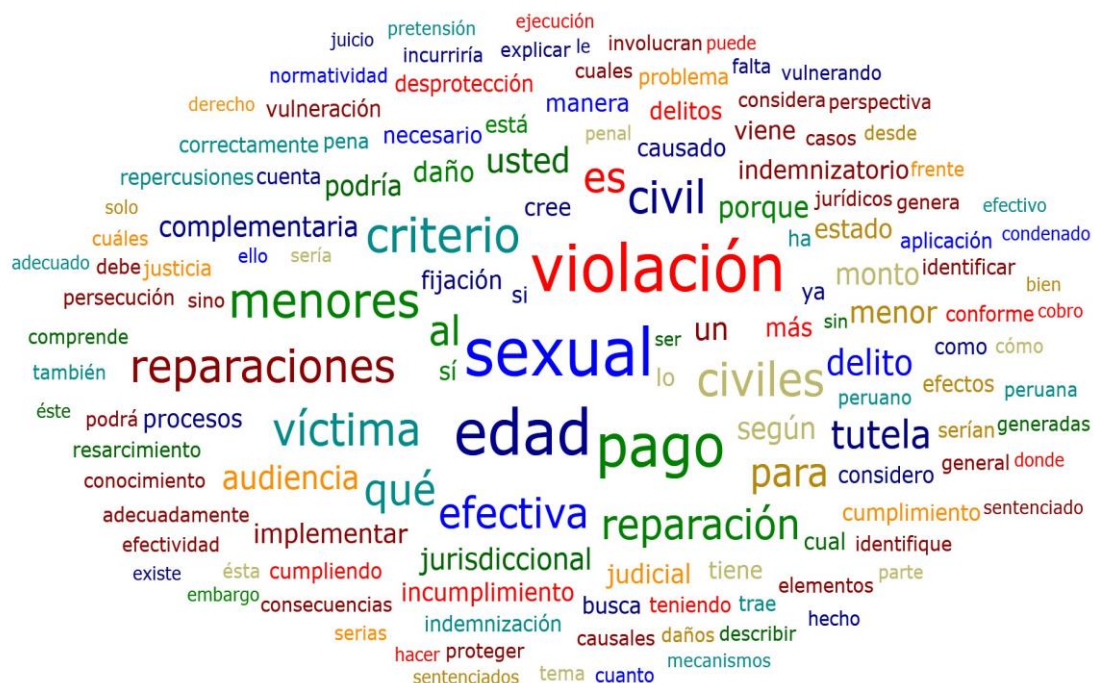 ejecución
juicio pretensión incurriría explicar le involucran puede
normatividad desprotección cuales problema falta vulnerando
derecho vulneración manera delitos considera perspectiva
correctamente pena necesario está penal causado viene casos desde
repercusiones cuenta podría daño usted es civil porque indemnizatorio frente
solo complementaria criterio cree jurídicos genera efectivo
cuáles ello sería ha estado aplicación condenado
adecuado debe justicia fijación si violación ya monto identificar bien
persecución sino menores al un más sin menor conforme cobro
comprende reparaciones sí sexual ser civiles delito como cómo
también lo peruano efectos peruana
éste podrá procesos víctima edad pago según tutela serían generadas
resarcimiento audiencia qué para considero general donde
conocimiento
adecuadamente implementar efectiva reparación cumplimiento sentenciado
efectividad jurisdiccional cual identifique
existe ésta cumpliendo judicial tiene elementos parte
embargo consecuencias incumplimiento busca teniendo trae hecho
serias indemnización causales daños describir
hacer proteger mecanismos
sentenciados tema cuanto